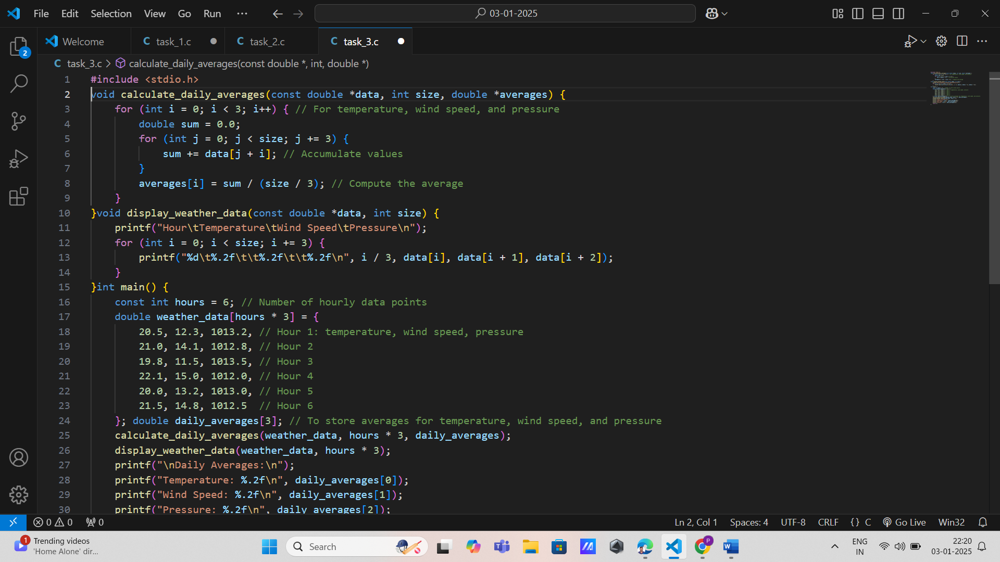 File Edit Selection View Go Run ··· 03-01-2025
Welcome C task_1.c C task_2.c C task_3.c
C task_3.c > calculate_daily_averages(const double *, int, double *)
2
1 #include <stdio.h>
2 void calculate_daily_averages(const double *data, int size, double *averages) {
3 for (int i = 0; i < 3; i++) { // For temperature, wind speed, and pressure
4 double sum = 0.0;
5 for (int j = 0; j < size; j += 3) {
6 sum += data[j + i]; // Accumulate values
7 }
8 averages[i] = sum / (size / 3); // Compute the average
9 }
10 }void display_weather_data(const double *data, int size) {
11 printf("Hour\tTemperature\tWind Speed\tPressure\n");
12 for (int i = 0; i < size; i += 3) {
13 printf("%d\t%.2f\t\t%.2f\t\t%.2f\n", i / 3, data[i], data[i + 1], data[i + 2]);
14 }
15 }int main() {
16 const int hours = 6; // Number of hourly data points
17 double weather_data[hours * 3] = {
18 20.5, 12.3, 1013.2, // Hour 1: temperature, wind speed, pressure
19 21.0, 14.1, 1012.8, // Hour 2
20 19.8, 11.5, 1013.5, // Hour 3
21 22.1, 15.0, 1012.0, // Hour 4
22 20.0, 13.2, 1013.0, // Hour 5
23 21.5, 14.8, 1012.5 // Hour 6
24 }; double daily_averages[3]; // To store averages for temperature, wind speed, and pressure
25 calculate_daily_averages(weather_data, hours * 3, daily_averages);
26 display_weather_data(weather_data, hours * 3);
27 printf("\nDaily Averages:\n");
28 printf("Temperature: %.2f\n", daily_averages[0]);
29 printf("Wind Speed: %.2f\n", daily_averages[1]);
30 printf("Pressure: %.2f\n", daily_averages[2]);
0 0 0 Ln 2, Col 1 Spaces: 4 UTF-8 CRLF {} C Go Live Win32
1 Trending videos
'Home Alone' dir...
Search
ENG
IN
22:20
03-01-2025